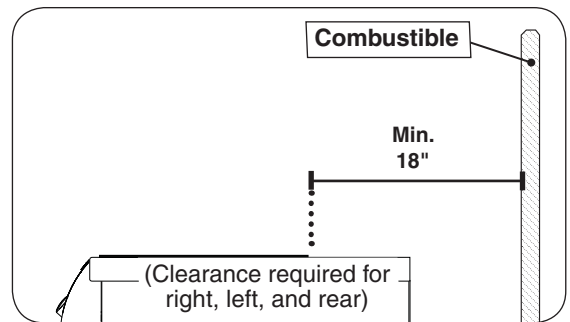 Combustible
Min.
18"
(Clearance required for
right, left, and rear)